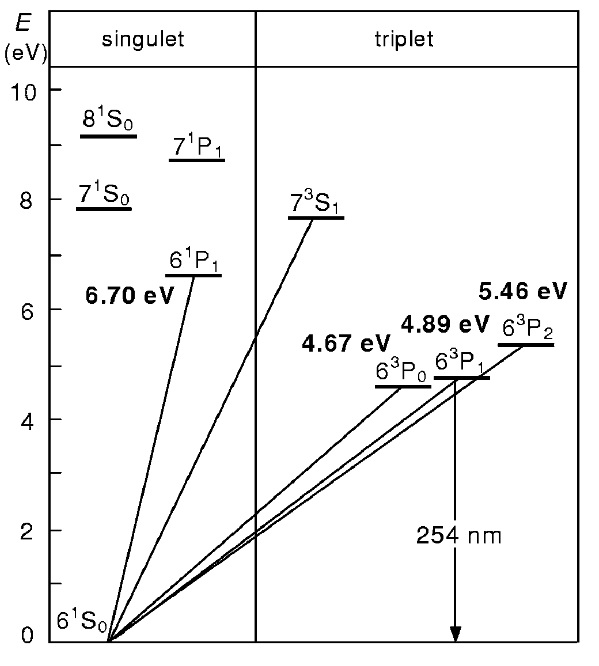 E
(eV)
singulet
triplet
10
8¹S₀
7¹P₁
8
7¹S₀
7³S₁
6¹P₁
6.70 eV
6
5.46 eV
4.89 eV
4.67 eV
6³P₂
6³P₁
6³P₀
4
2
254 nm
6¹S₀
0